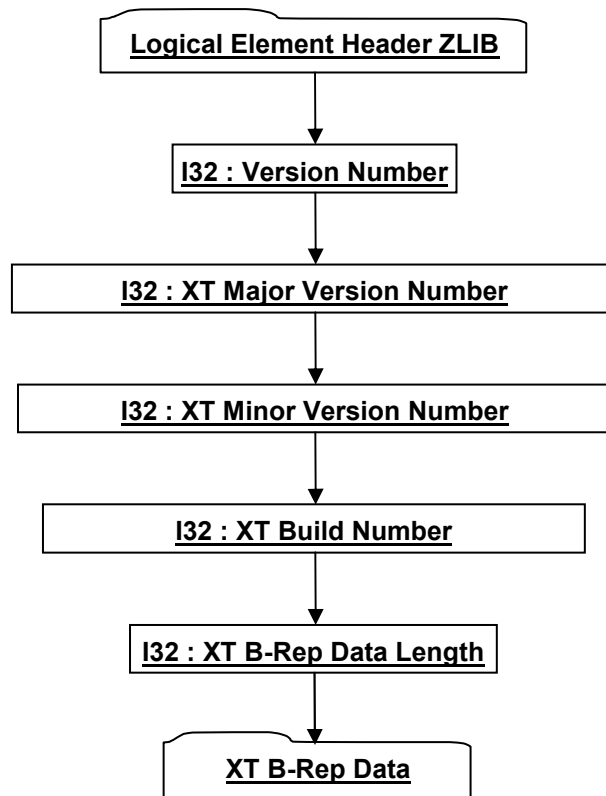 Logical Element Header ZLIB
I32 : Version Number
I32 : XT Major Version Number
I32 : XT Minor Version Number
I32 : XT Build Number
I32 : XT B-Rep Data Length
XT B-Rep Data